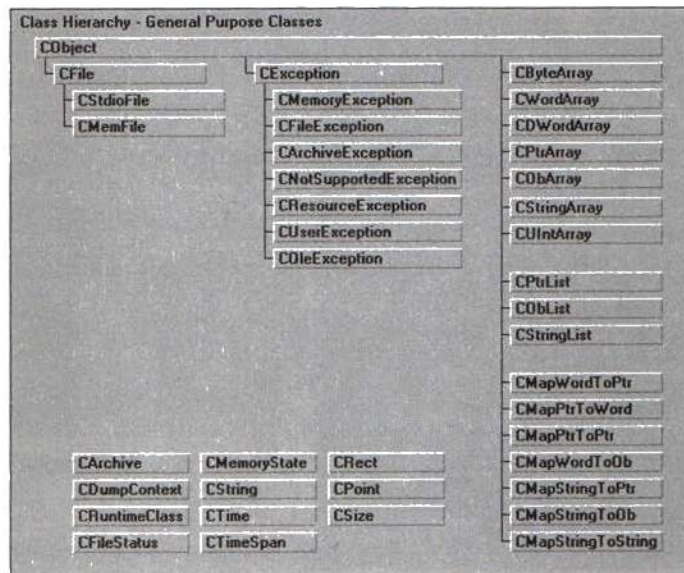 Class Hierarchy - General Purpose Classes
CObject
CFile
CStdioFile
CMemFile
CException
CMemoryException
CFileException
CArchiveException
CNotSupportedException
CResourceException
CUserException
COleException
CByteArray
CWordArray
CDWordArray
CPtrArray
CObArray
CStringArray
CUIntArray
CPtrList
CObList
CStringList
CMapWordToPtr
CMapPtrToWord
CMapPtrToPtr
CMapWordToOb
CMapStringToPtr
CMapStringToOb
CMapStringToString
CArchive
CDumpContext
CRuntimeClass
CFileStatus
CMemoryState
CString
CTime
CTimeSpan
CRect
CPoint
CSize